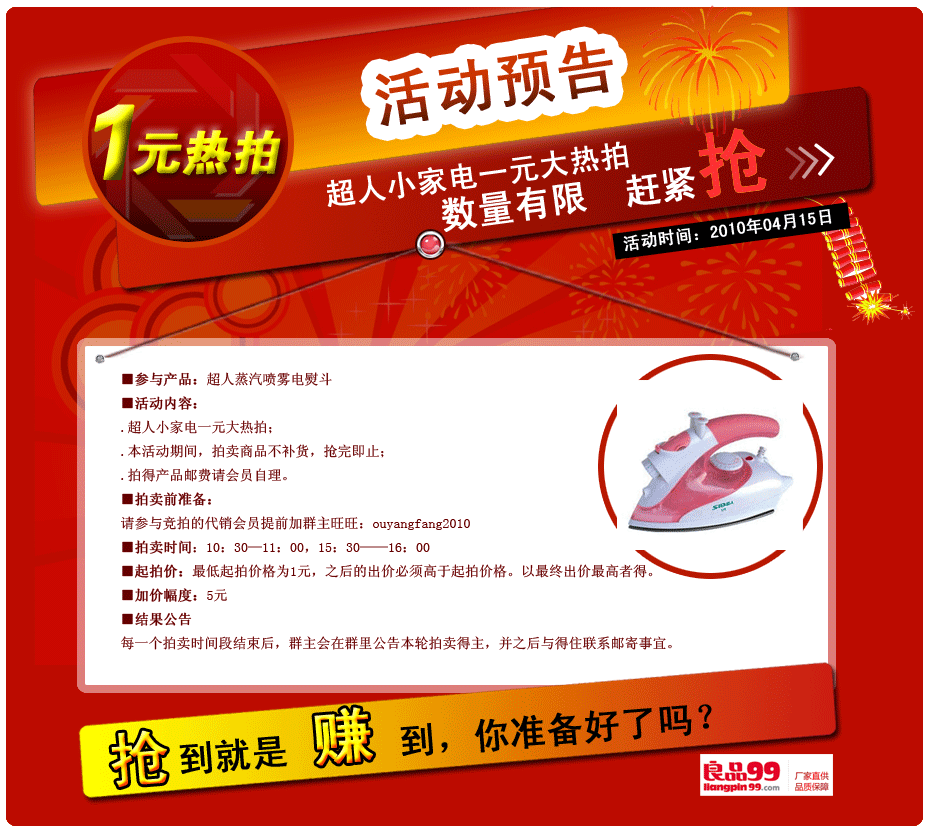 活动预告
1元热拍
超人小家电一元大热拍
数量有限 赶紧抢
活动时间：2010年04月15日
■参与产品：超人蒸汽喷雾电熨斗
■活动内容：
.超人小家电一元大热拍；
.本活动期间，拍卖商品不补货，抢完即止；
.拍得产品邮费请会员自理。
■拍卖前准备：
请参与竞拍的代销会员提前加群主旺旺：ouyangfang2010
■拍卖时间：10：30—11：00，15：30——16：00
■起拍价：最低起拍价格为1元，之后的出价必须高于起拍价格。以最终出价最高者得。
■加价幅度：5元
■结果公告
每一个拍卖时间段结束后，群主会在群里公告本轮拍卖得主，并之后与得住联系邮寄事宜。
抢到就是 赚到，你准备好了吗？
良品99
liangpin99.com
厂家直供
品质保障